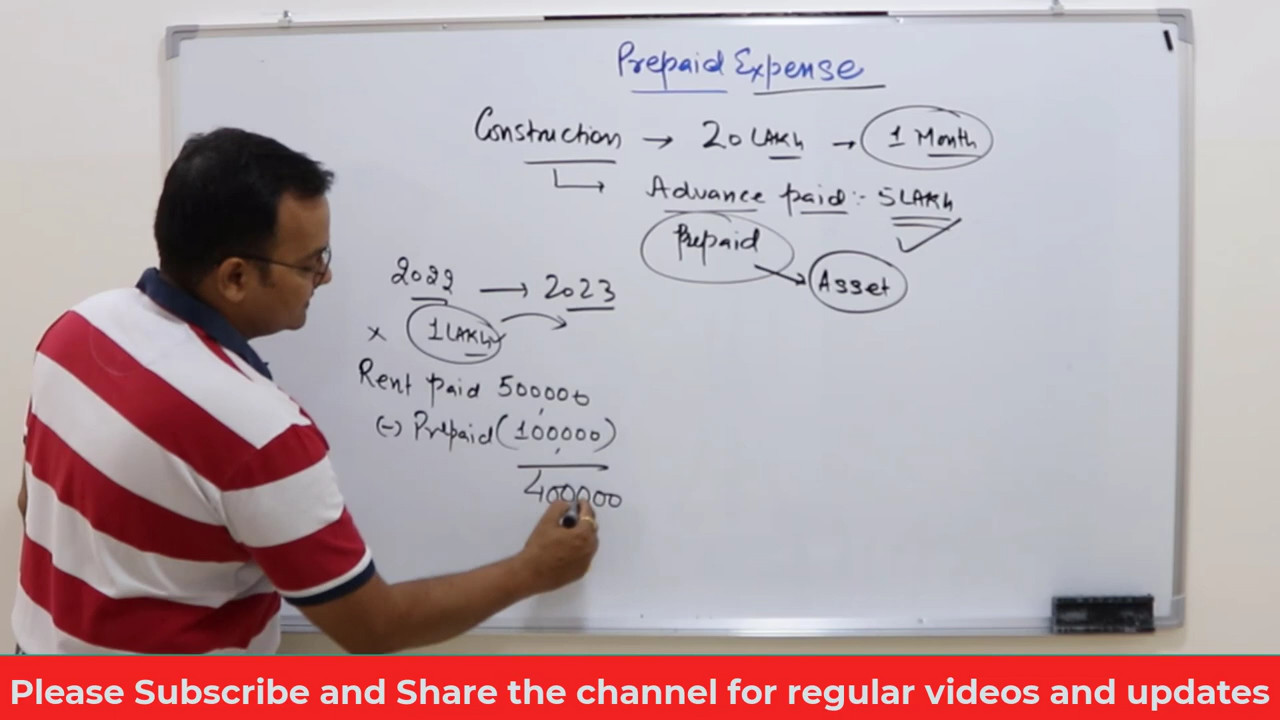 Prepaid Expense
Construction → 20 LAKH → 1 Month
Advance paid :- 5 LAKH
Prepaid
Asset
2022 → 2023
× 1 LAKH
Rent paid 500000
(-) Prepaid (100000)
400000
Please Subscribe and Share the channel for regular videos and updates